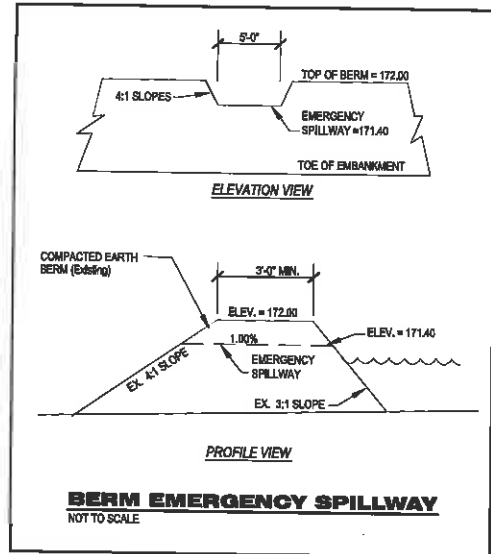 5'-0"
TOP OF BERM = 172.00
4:1 SLOPES
EMERGENCY
SPILLWAY =171.40
TOE OF EMBANKMENT
ELEVATION VIEW
COMPACTED EARTH
BERM (Existing)
3'-0" MIN.
ELEV. = 172.00
1.00%
ELEV. = 171.40
EMERGENCY
SPILLWAY
EX. 4:1 SLOPE
EX. 3:1 SLOPE
PROFILE VIEW
BERM EMERGENCY SPILLWAY
NOT TO SCALE